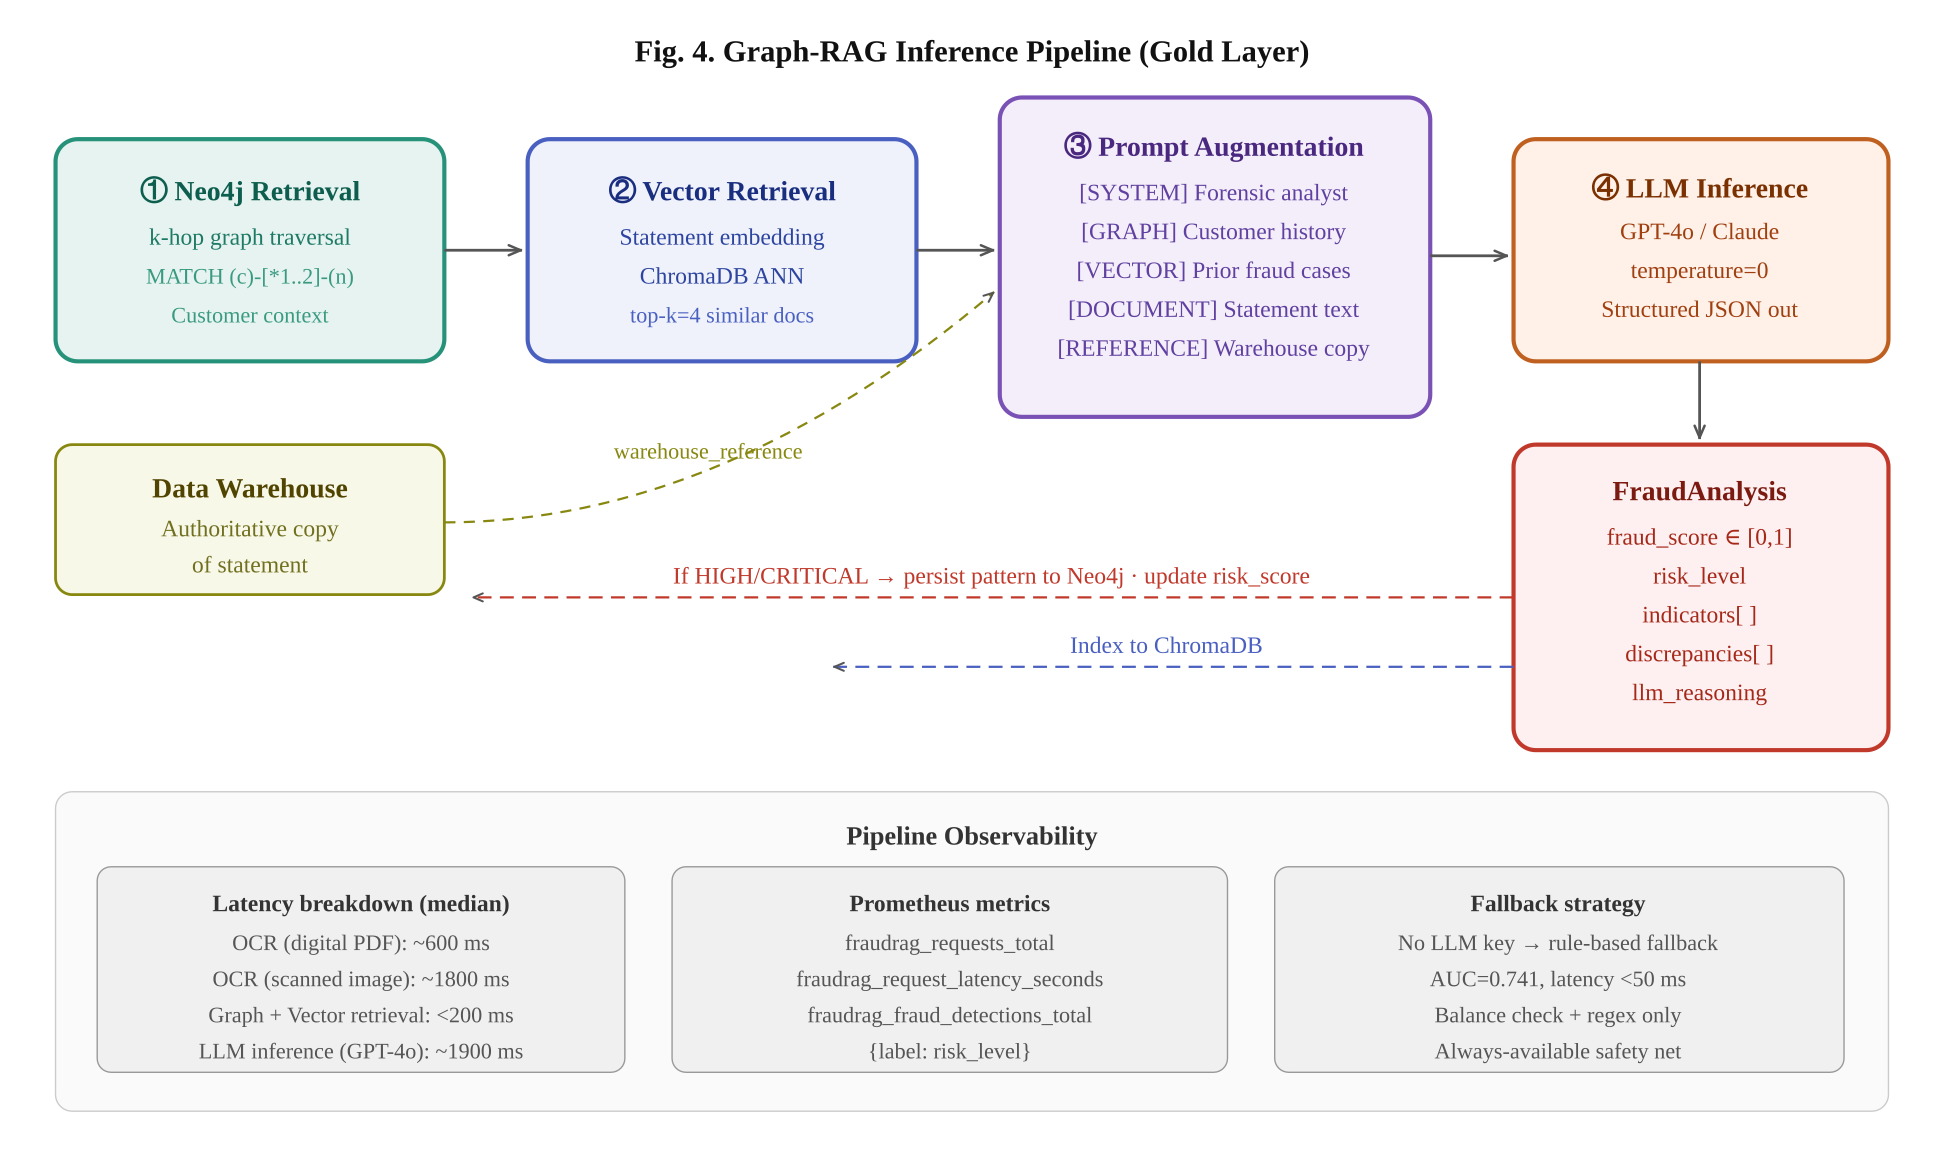 Fig. 4. Graph-RAG Inference Pipeline (Gold Layer)
① Neo4j Retrieval
k-hop graph traversal
MATCH (c)-[*1..2]-(n)
Customer context
② Vector Retrieval
Statement embedding
ChromaDB ANN
top-k=4 similar docs
③ Prompt Augmentation
[SYSTEM] Forensic analyst
[GRAPH] Customer history
[VECTOR] Prior fraud cases
[DOCUMENT] Statement text
[REFERENCE] Warehouse copy
④ LLM Inference
GPT-4o / Claude
temperature=0
Structured JSON out
Data Warehouse
Authoritative copy
of statement
warehouse_reference
FraudAnalysis
fraud_score ∈ [0,1]
risk_level
indicators[ ]
discrepancies[ ]
llm_reasoning
If HIGH/CRITICAL → persist pattern to Neo4j · update risk_score
Index to ChromaDB
Pipeline Observability
Latency breakdown (median)
OCR (digital PDF): ~600 ms
OCR (scanned image): ~1800 ms
Graph + Vector retrieval: <200 ms
LLM inference (GPT-4o): ~1900 ms
Prometheus metrics
fraudrag_requests_total
fraudrag_request_latency_seconds
fraudrag_fraud_detections_total
{label: risk_level}
Fallback strategy
No LLM key → rule-based fallback
AUC=0.741, latency <50 ms
Balance check + regex only
Always-available safety net